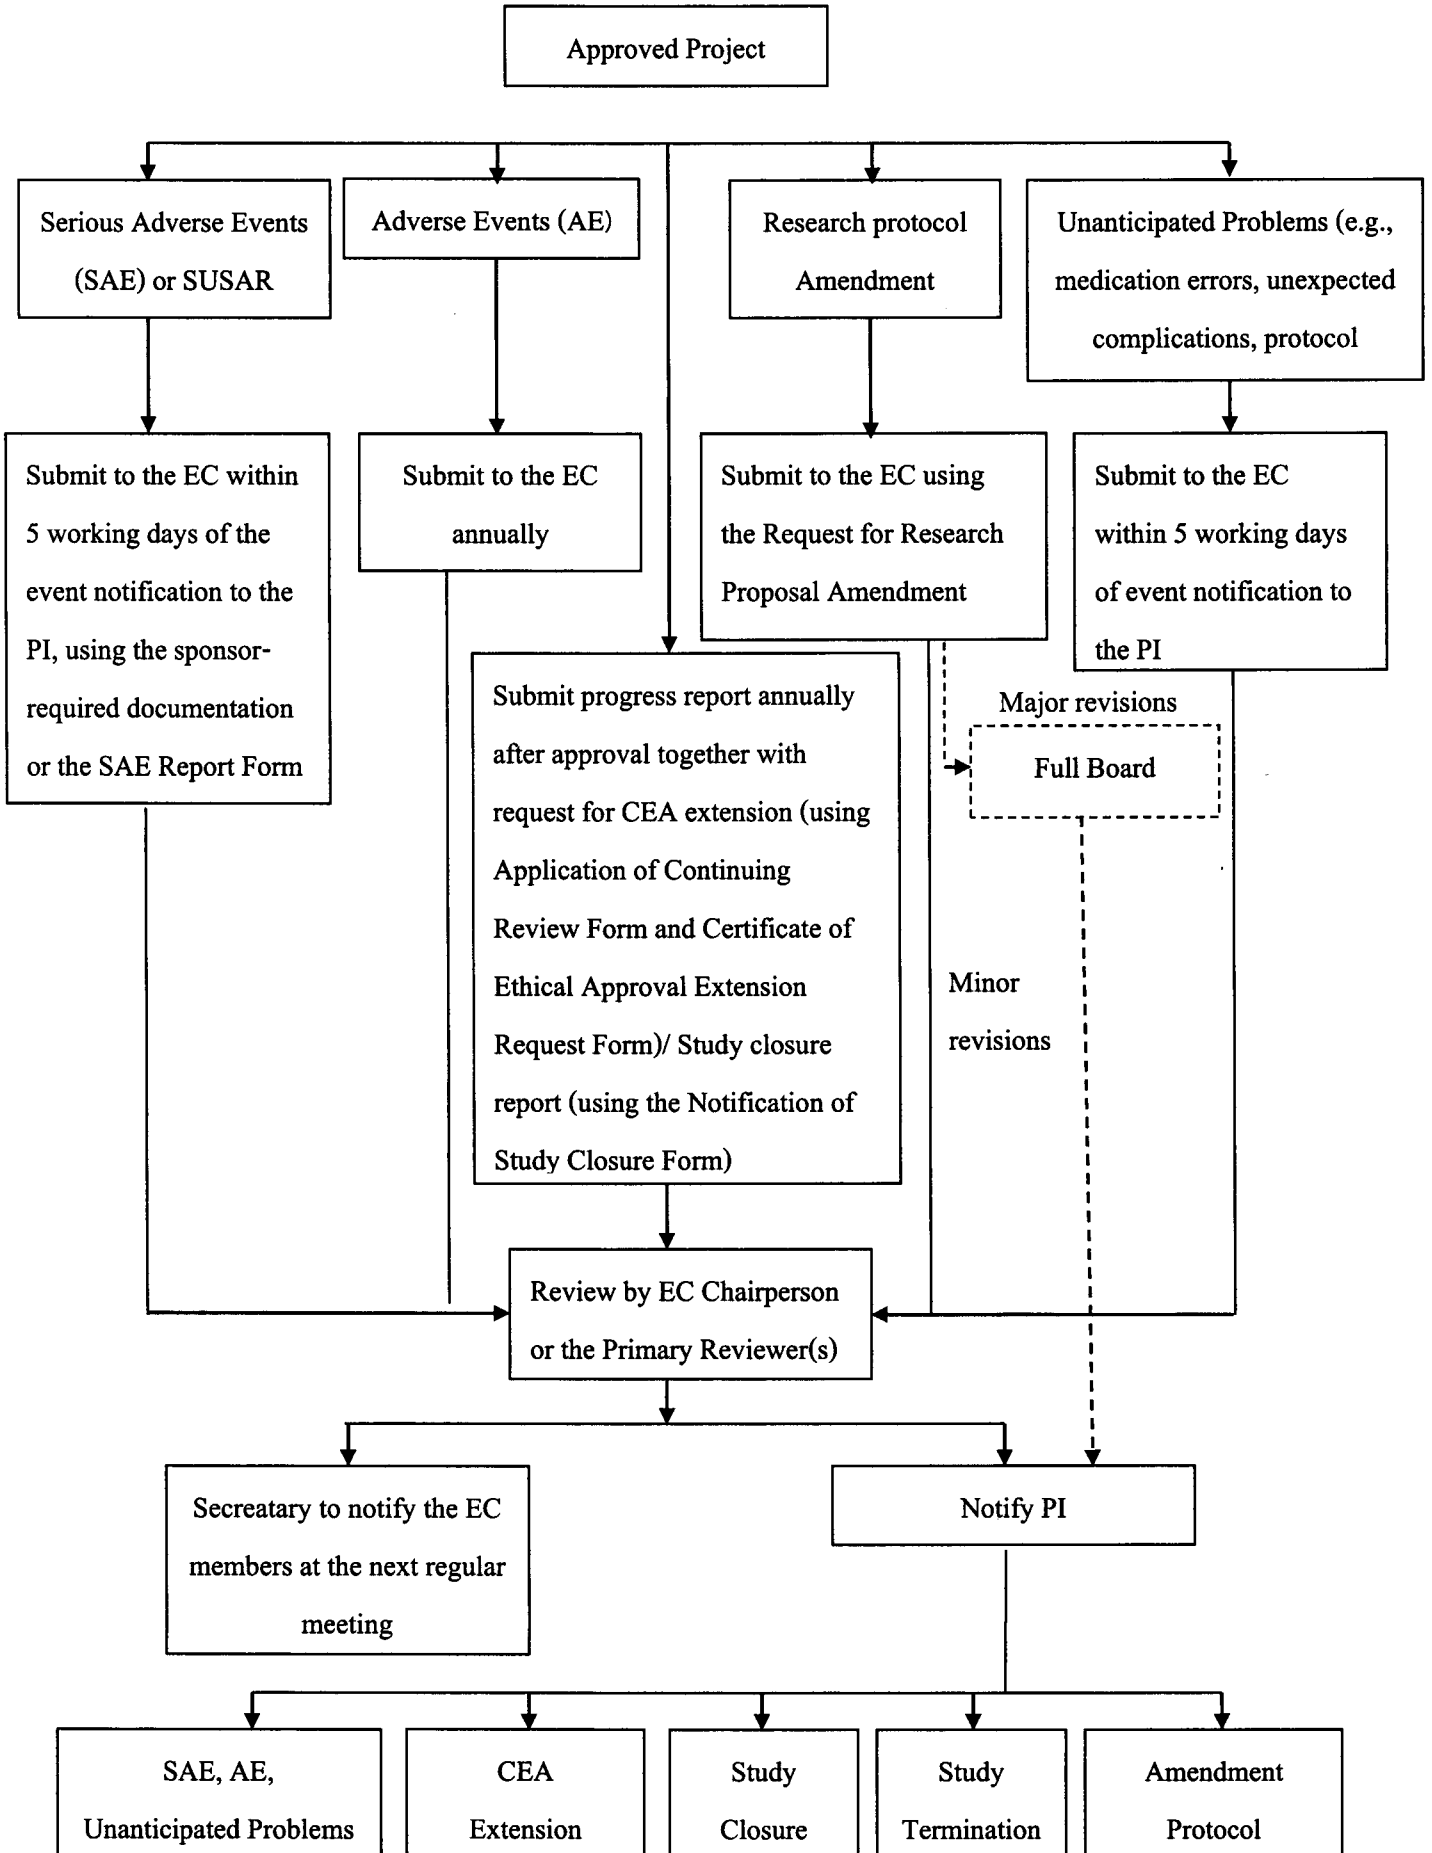 Approved Project
Serious Adverse Events
(SAE) or SUSAR
Adverse Events (AE)
Research protocol
Amendment
Unanticipated Problems (e.g.,
medication errors, unexpected
complications, protocol
Submit to the EC within
5 working days of the
event notification to the
PI, using the sponsor-
required documentation
or the SAE Report Form
Submit to the EC
annually
Submit to the EC using
the Request for Research
Proposal Amendment
Submit to the EC
within 5 working days
of event notification to
the PI
Submit progress report annually
after approval together with
request for CEA extension (using
Application of Continuing
Review Form and Certificate of
Ethical Approval Extension
Request Form)/ Study closure
report (using the Notification of
Study Closure Form)
Major revisions
Full Board
Minor
revisions
Review by EC Chairperson
or the Primary Reviewer(s)
Secreatary to notify the EC
members at the next regular
meeting
Notify PI
SAE, AE,
Unanticipated Problems
CEA
Extension
Study
Closure
Study
Termination
Amendment
Protocol